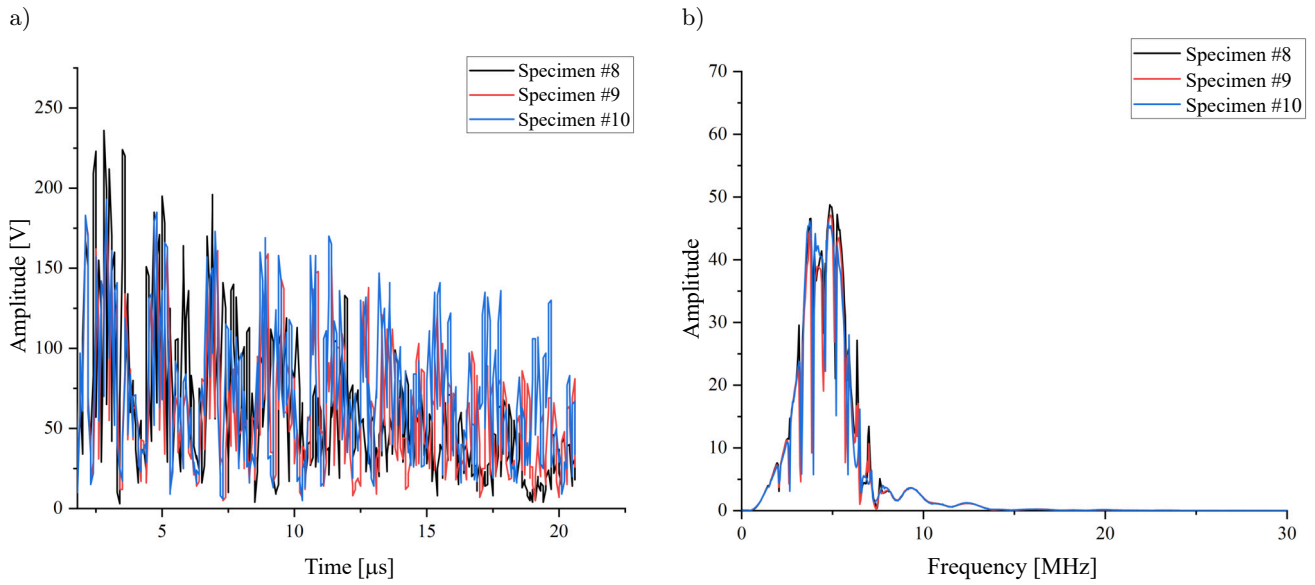 a)
Specimen #8
Specimen #9
Specimen #10
250
200
150
100
50
0
Amplitude [V]
5
10
15
20
Time [μs]
b)
Specimen #8
Specimen #9
Specimen #10
70
60
50
40
30
20
10
0
Amplitude
0
10
20
30
Frequency [MHz]